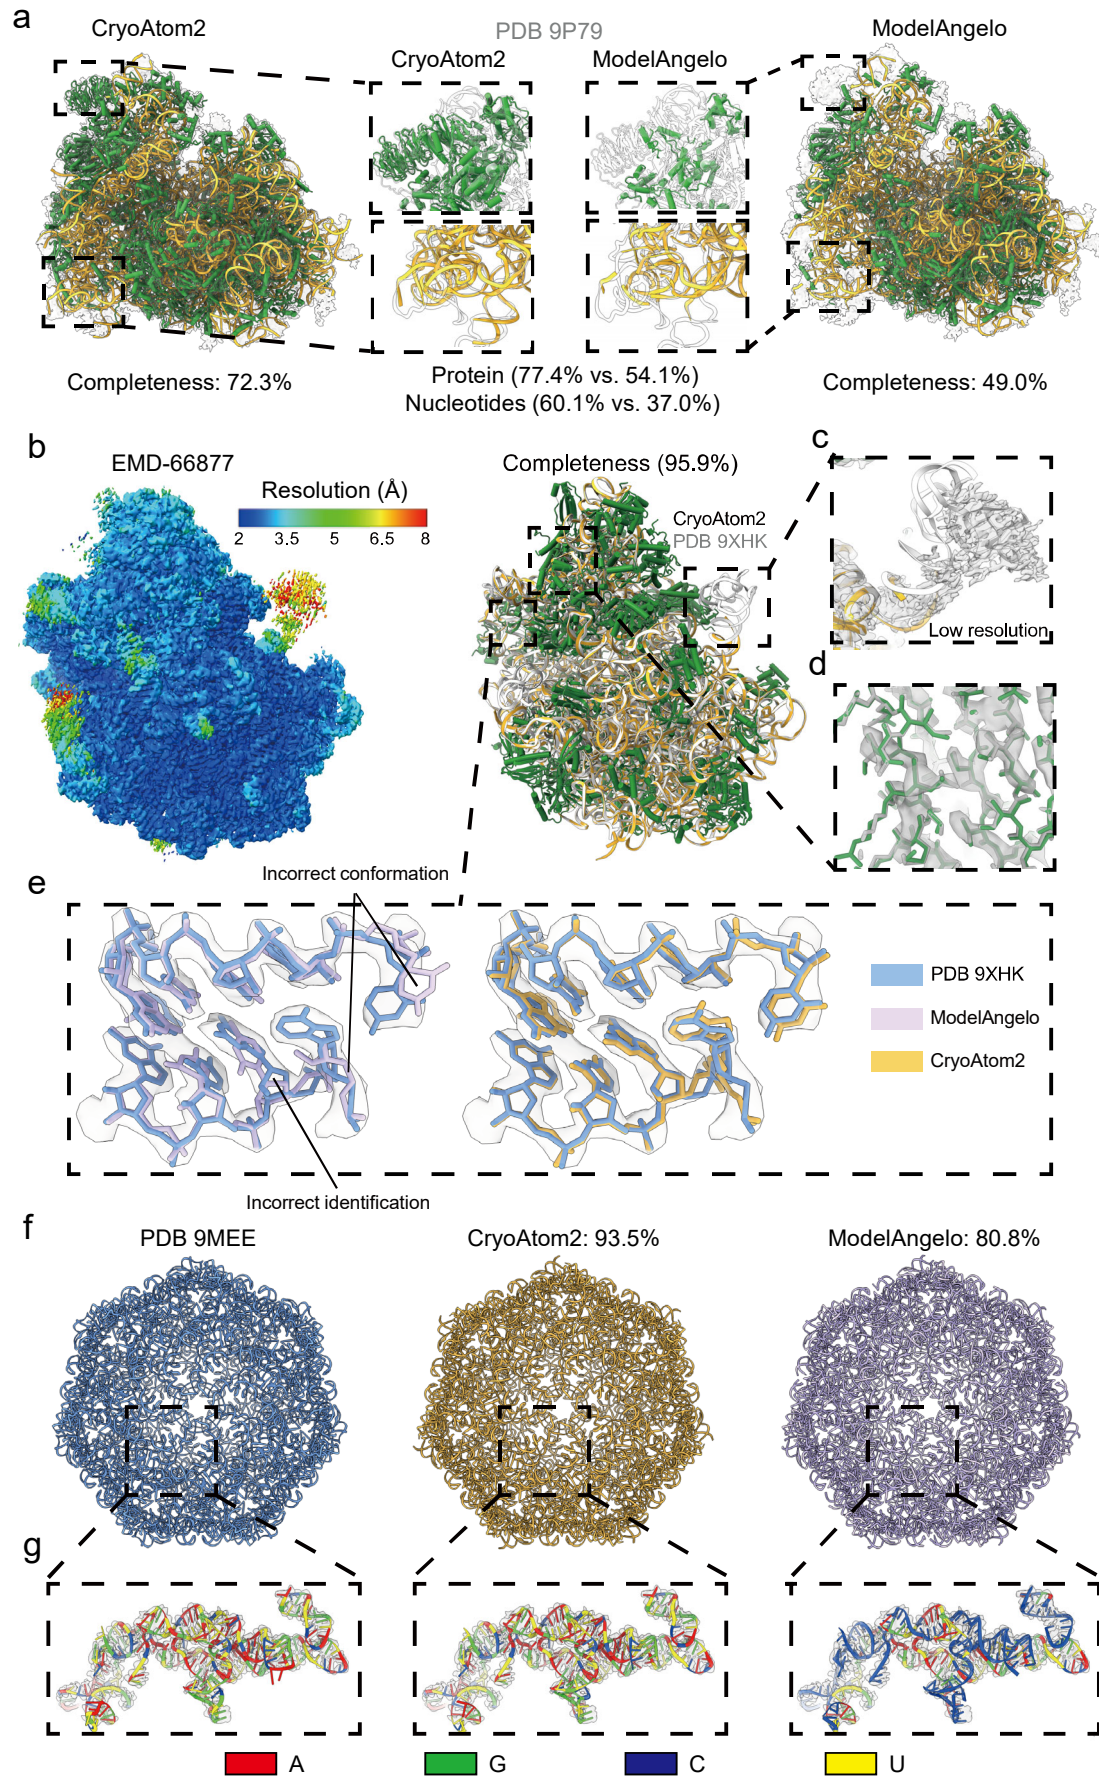 a
CryoAtom2
PDB 9P79
ModelAngelo
CryoAtom2
ModelAngelo
Completeness: 72.3%
Protein (77.4% vs. 54.1%)
Nucleotides (60.1% vs. 37.0%)
Completeness: 49.0%
b
EMD-66877
Resolution (Å)
2 3.5 5 6.5 8
Completeness (95.9%)
CryoAtom2
PDB 9XHK
c
Low resolution
d
e
Incorrect conformation
PDB 9XHK
ModelAngelo
CryoAtom2
Incorrect identification
f
PDB 9MEE
CryoAtom2: 93.5%
ModelAngelo: 80.8%
g
A
G
C
U